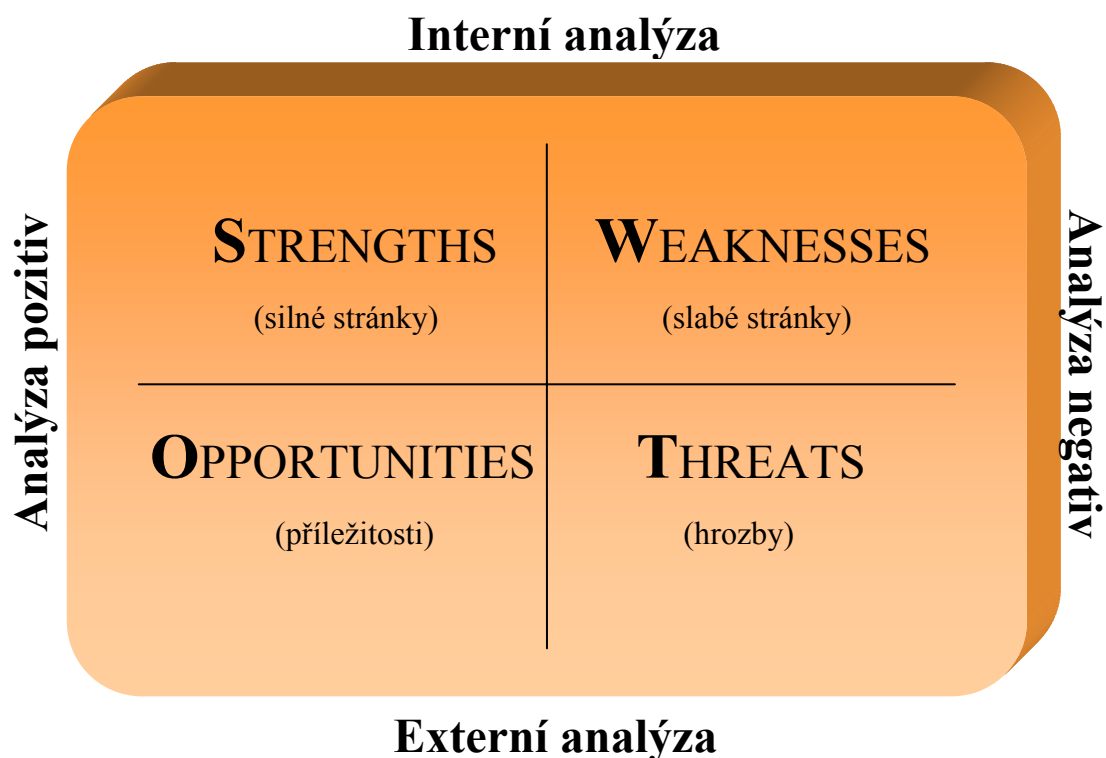 Interní analýza
Analýza pozitiv
STRENGTHS
(silné stránky)
WEAKNESSES
(slabé stránky)
OPPORTUNITIES
(příležitosti)
THREATS
(hrozby)
Analýza negativ
Externí analýza